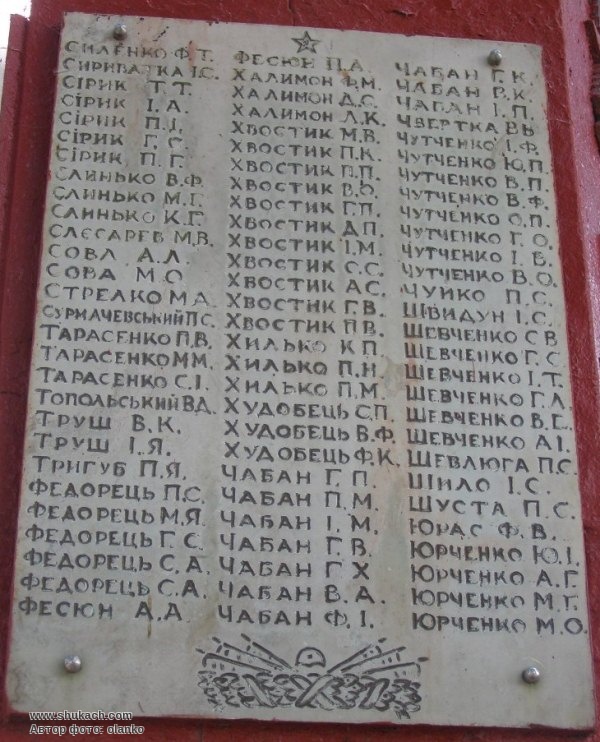 СИЛЕНКО Ф.Т.
СИРИВАТКА І.С.
СІРИК Т.Т.
СІРИК І.А.
СІРИК П.І.
СІРИК Г.С.
СІРИК П.Г.
СЛИНЬКО В.Ф.
СЛИНЬКО М.Г.
СЛИНЬКО К.Г.
СЛЄСАРЕВ М.В.
СОВА А.Л.
СОВА М.О.
СТРЕЛКО М.А.
СУРМАЧЕВСЬКИЙ П.С.
ТАРАСЕНКО П.В.
ТАРАСЕНКО М.М.
ТАРАСЕНКО С.І.
ТОПОЛЬСЬКИЙ В.Д.
ТРУШ В.К.
ТРУШ І.Я.
ТРИГУБ П.Я.
ФЕДОРЕЦЬ П.С.
ФЕДОРЕЦЬ М.Я.
ФЕДОРЕЦЬ Г.Є.
ФЕДОРЕЦЬ С.А.
ФЕДОРЕЦЬ С.А.
ФЕСЮН А.Д.
ФЕСЮН П.А.
ХАЛИМОН Ф.М.
ХАЛИМОН Д.С.
ХАЛИМОН Л.К.
ХВОСТИК М.В.
ХВОСТИК П.К.
ХВОСТИК П.П.
ХВОСТИК В.Ю.
ХВОСТИК Г.П.
ХВОСТИК Д.П.
ХВОСТИК І.М.
ХВОСТИК С.С.
ХВОСТИК А.С.
ХВОСТИК Г.В.
ХВОСТИК П.В.
ХИЛЬКО К.П.
ХИЛЬКО П.Н.
ХИЛЬКО П.М.
ХУДОБЕЦЬ С.П.
ХУДОБЕЦЬ В.Ф.
ХУДОБЕЦЬ Ф.К.
ЧАБАН Г.П.
ЧАБАН П.М.
ЧАБАН І.М.
ЧАБАН Г.В.
ЧАБАН Г.Х
ЧАБАН В.А.
ЧАБАН Ф.І.
ЧАБАН Г.К.
ЧАБАН В.К.
ЧАБАН І.П.
ЧВЕРТКА В.
ЧУТЧЕНКО І.Ф.
ЧУТЧЕНКО Ю.П.
ЧУТЧЕНКО В.П.
ЧУТЧЕНКО В.Ф.
ЧУТЧЕНКО О.П.
ЧУТЧЕНКО Г.О.
ЧУТЧЕНКО І.В.
ЧУТЧЕНКО В.О.
ЧУЙКО П.С.
ШВИДУН І.С.
ШЕВЧЕНКО С.В.
ШЕВЧЕНКО Г.С.
ШЕВЧЕНКО І.Т.
ШЕВЧЕНКО Г.Л.
ШЕВЧЕНКО В.Є.
ШЕВЧЕНКО А.І.
ШЕВЛЮГА П.С.
ШИЛО І.С.
ШУСТА П.С.
ЮРАС Ф.В.
ЮРЧЕНКО Ю.І.
ЮРЧЕНКО А.Г.
ЮРЧЕНКО М.Г.
ЮРЧЕНКО М.О.
www.shukach.com
Автор фото: olanko